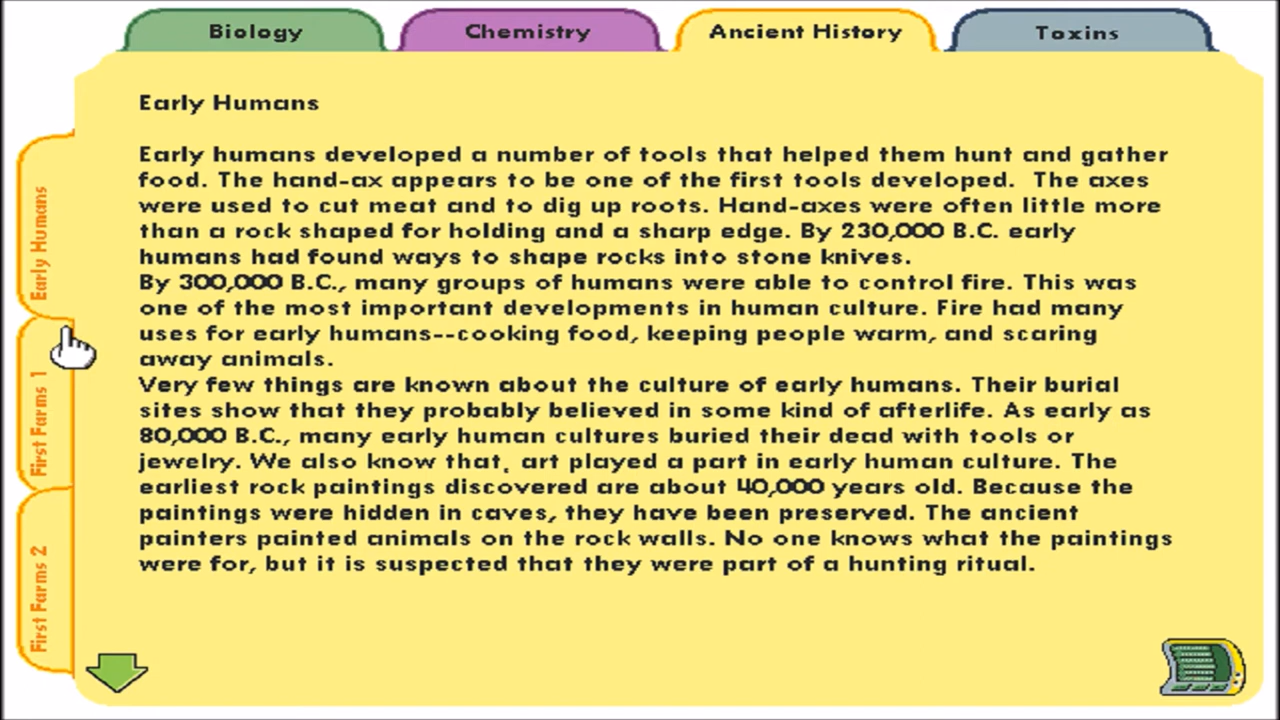 Biology
Chemistry
Ancient History
Toxins
Early Humans
Early humans developed a number of tools that helped them hunt and gather
food. The hand-ax appears to be one of the first tools developed.  The axes
were used to cut meat and to dig up roots. Hand-axes were often little more
than a rock shaped for holding and a sharp edge. By 230,000 B.C. early
humans had found ways to shape rocks into stone knives.
By 300,000 B.C., many groups of humans were able to control fire. This was
one of the most important developments in human culture. Fire had many
uses for early humans--cooking food, keeping people warm, and scaring
away animals.
Very few things are known about the culture of early humans. Their burial
sites show that they probably believed in some kind of afterlife. As early as
80,000 B.C., many early human cultures buried their dead with tools or
jewelry. We also know that, art played a part in early human culture. The
earliest rock paintings discovered are about 40,000 years old. Because the
paintings were hidden in caves, they have been preserved. The ancient
painters painted animals on the rock walls. No one knows what the paintings
were for, but it is suspected that they were part of a hunting ritual.
Early Humans
First Farms 1
First Farms 2